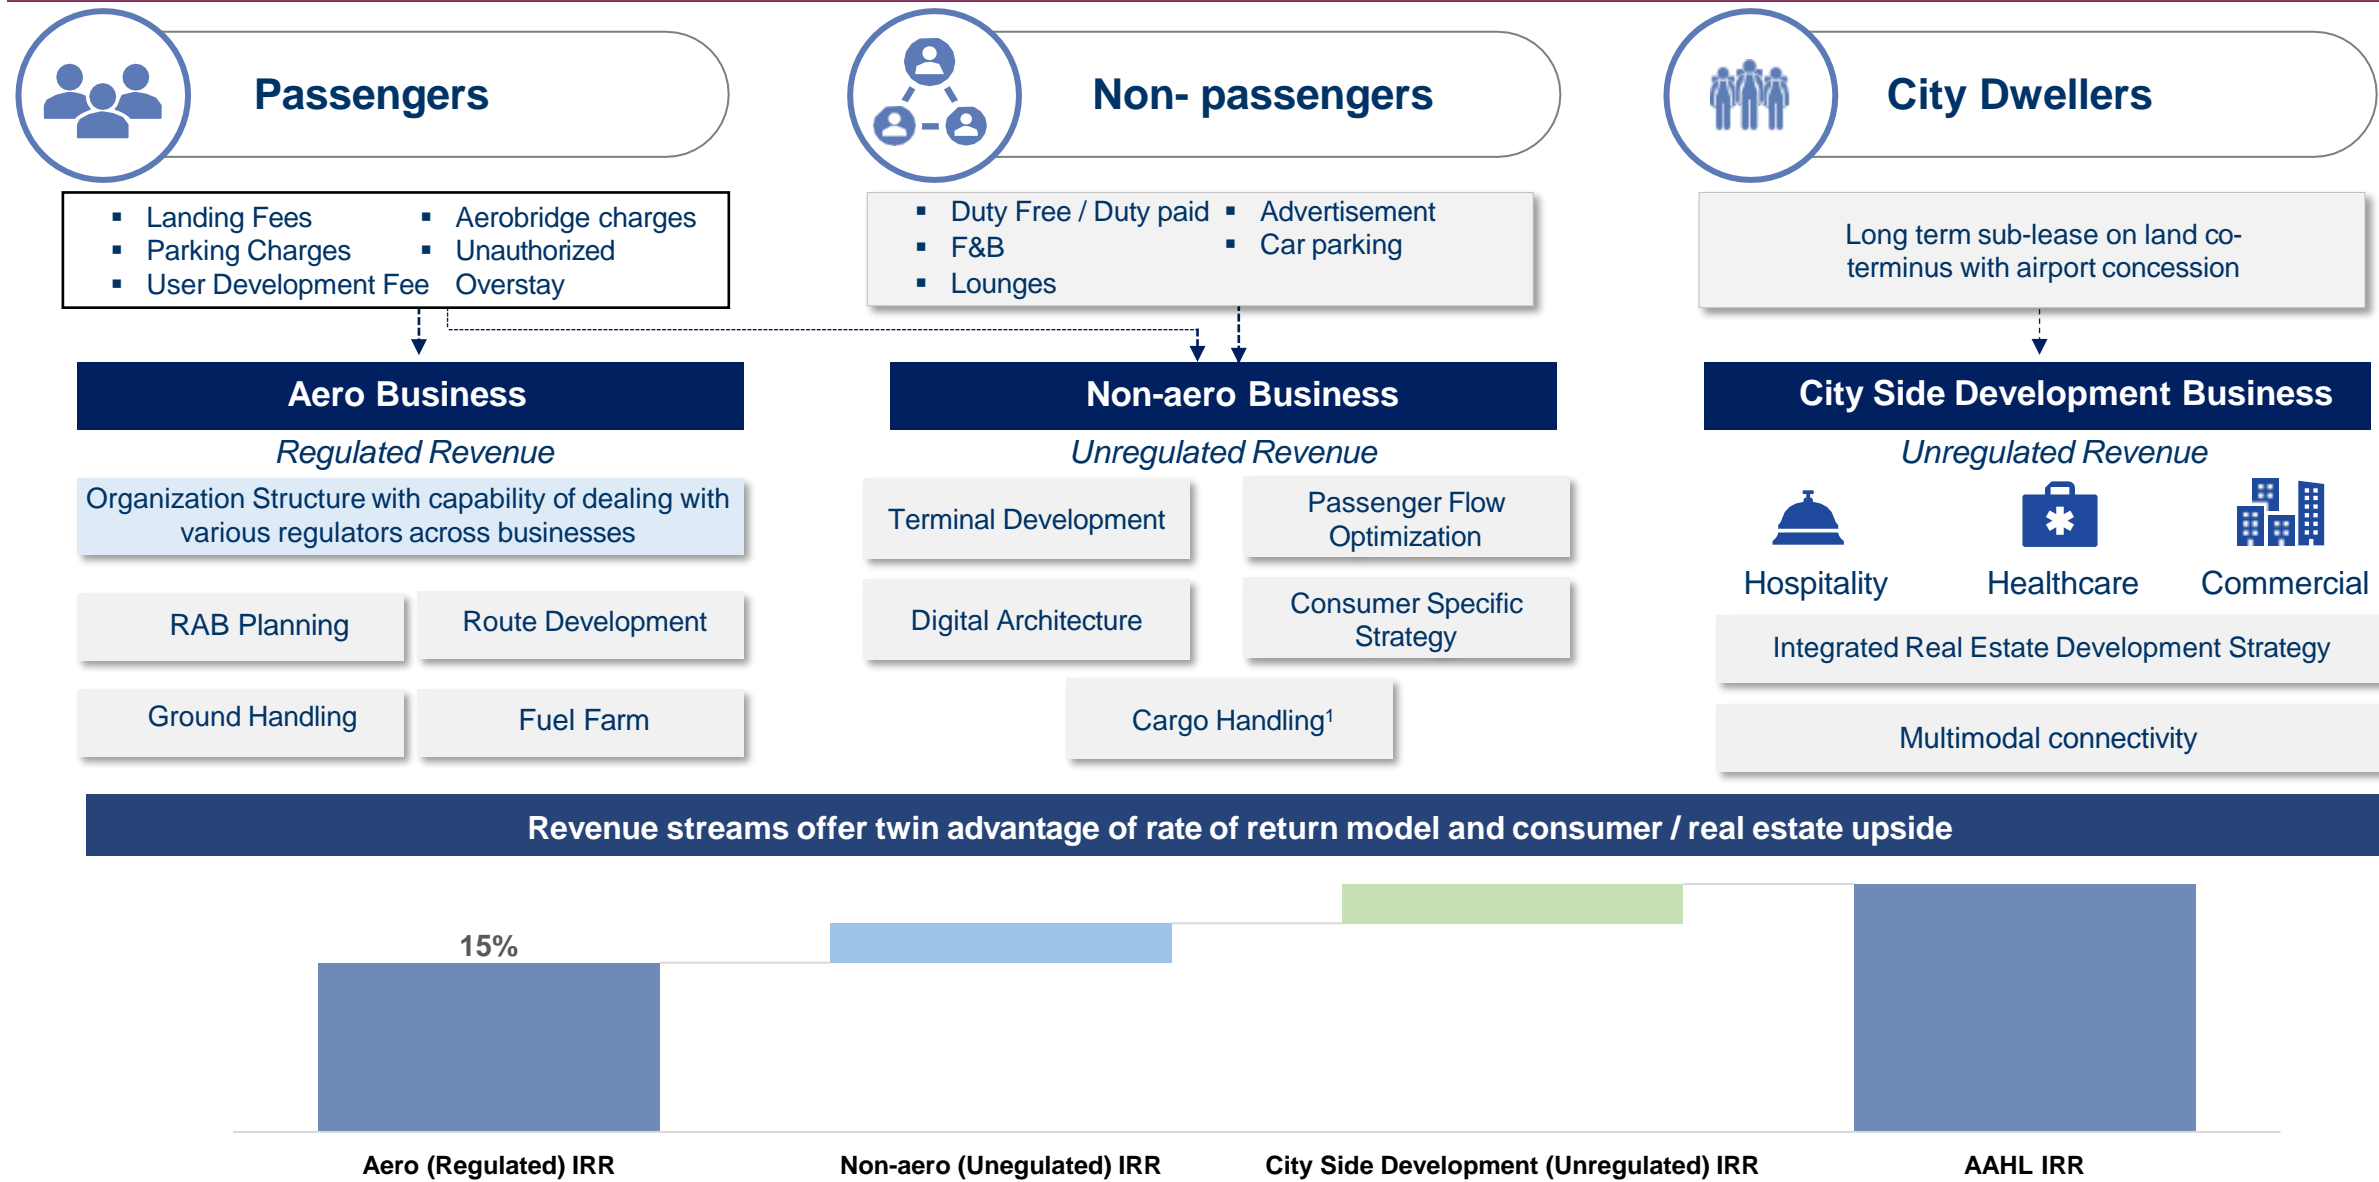 Passengers
Non- passengers
City Dwellers
▪ Landing Fees
▪ Parking Charges
▪ User Development Fee
▪ Aerobridge charges
▪ Unauthorized
Overstay
▪ Duty Free / Duty paid
▪ F&B
▪ Lounges
▪ Advertisement
▪ Car parking
Long term sub-lease on land co-
terminus with airport concession
Aero Business
Regulated Revenue
Organization Structure with capability of dealing with
various regulators across businesses
RAB Planning
Route Development
Ground Handling
Fuel Farm
Non-aero Business
Unregulated Revenue
Terminal Development
Passenger Flow
Optimization
Digital Architecture
Consumer Specific
Strategy
Cargo Handling¹
City Side Development Business
Unregulated Revenue
Hospitality
Healthcare
Commercial
Integrated Real Estate Development Strategy
Multimodal connectivity
Revenue streams offer twin advantage of rate of return model and consumer / real estate upside
15%
Aero (Regulated) IRR
Non-aero (Unegulated) IRR
City Side Development (Unregulated) IRR
AAHL IRR